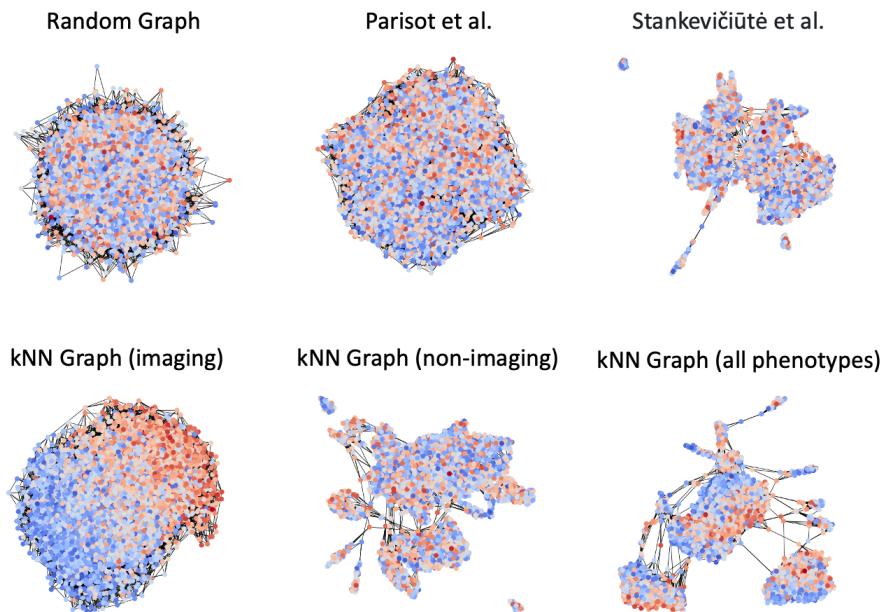 Random Graph
Parisot et al.
Stankevičiūtė et al.
kNN Graph (imaging)
kNN Graph (non-imaging)
kNN Graph (all phenotypes)